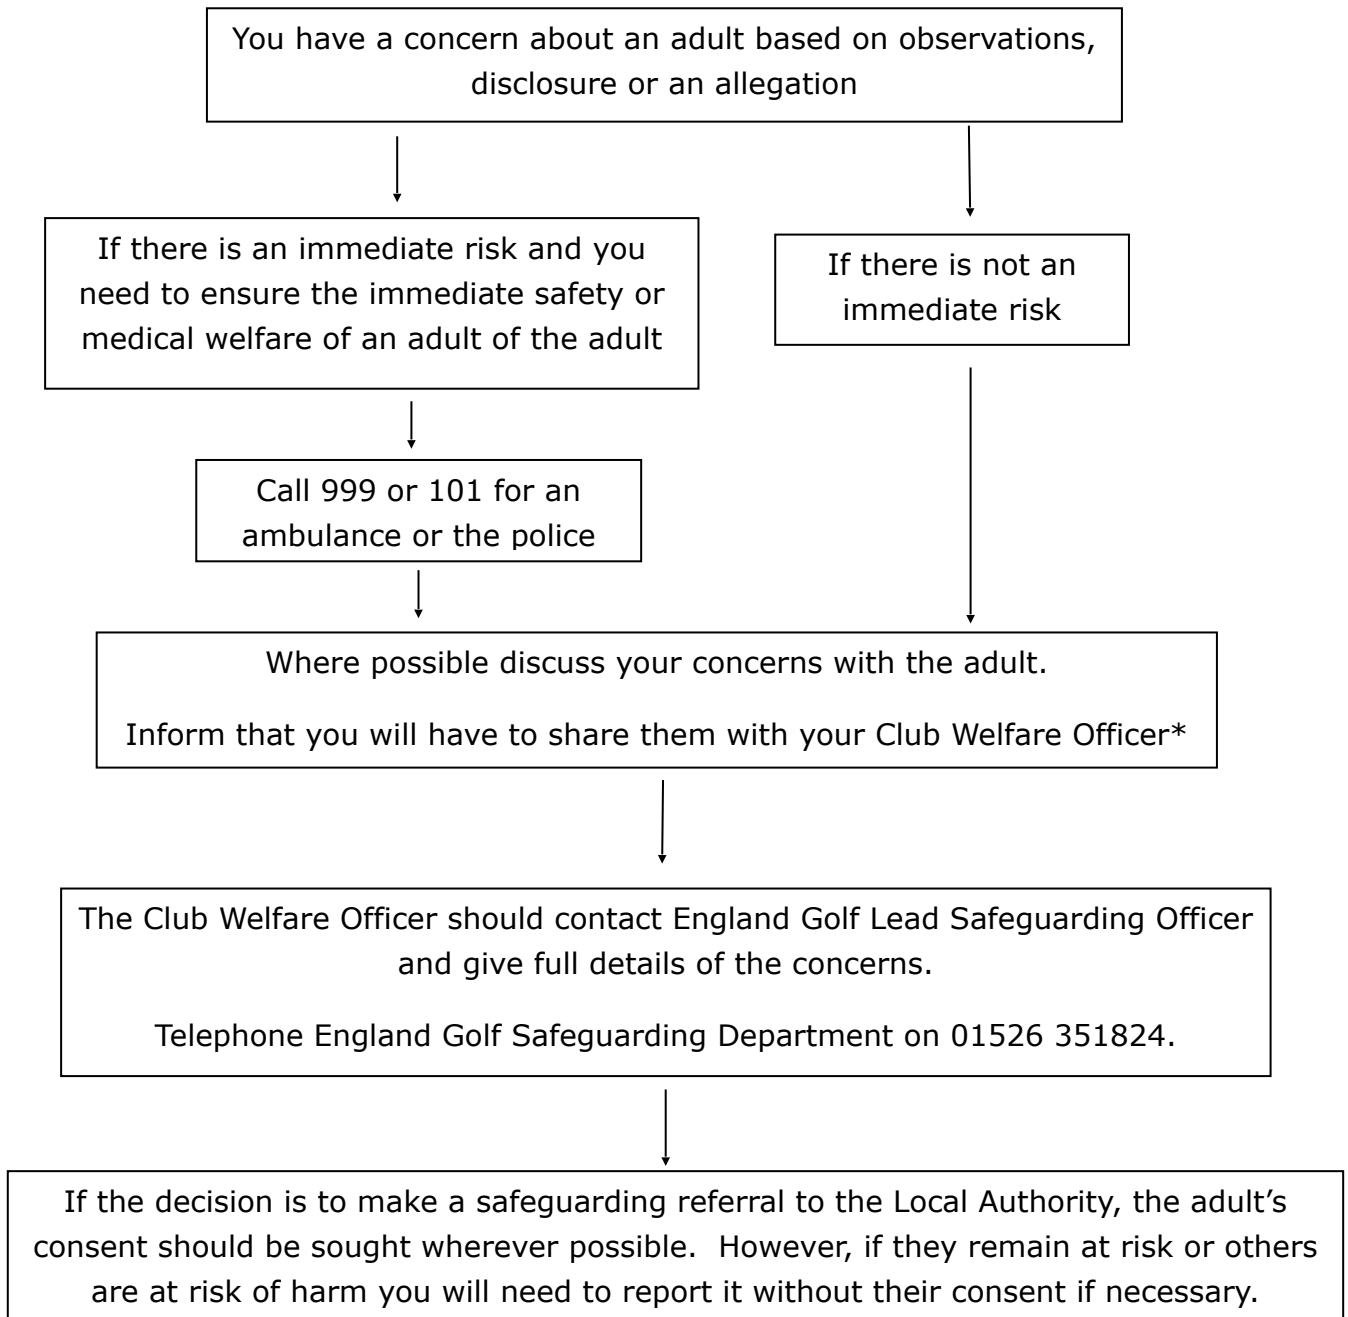 You have a concern about an adult based on observations,
disclosure or an allegation
If there is an immediate risk and you
need to ensure the immediate safety or
medical welfare of an adult of the adult
If there is not an
immediate risk
Call 999 or 101 for an
ambulance or the police
Where possible discuss your concerns with the adult.
Inform that you will have to share them with your Club Welfare Officer*
The Club Welfare Officer should contact England Golf Lead Safeguarding Officer
and give full details of the concerns.
Telephone England Golf Safeguarding Department on 01526 351824.
If the decision is to make a safeguarding referral to the Local Authority, the adult’s
consent should be sought wherever possible.  However, if they remain at risk or others
are at risk of harm you will need to report it without their consent if necessary.